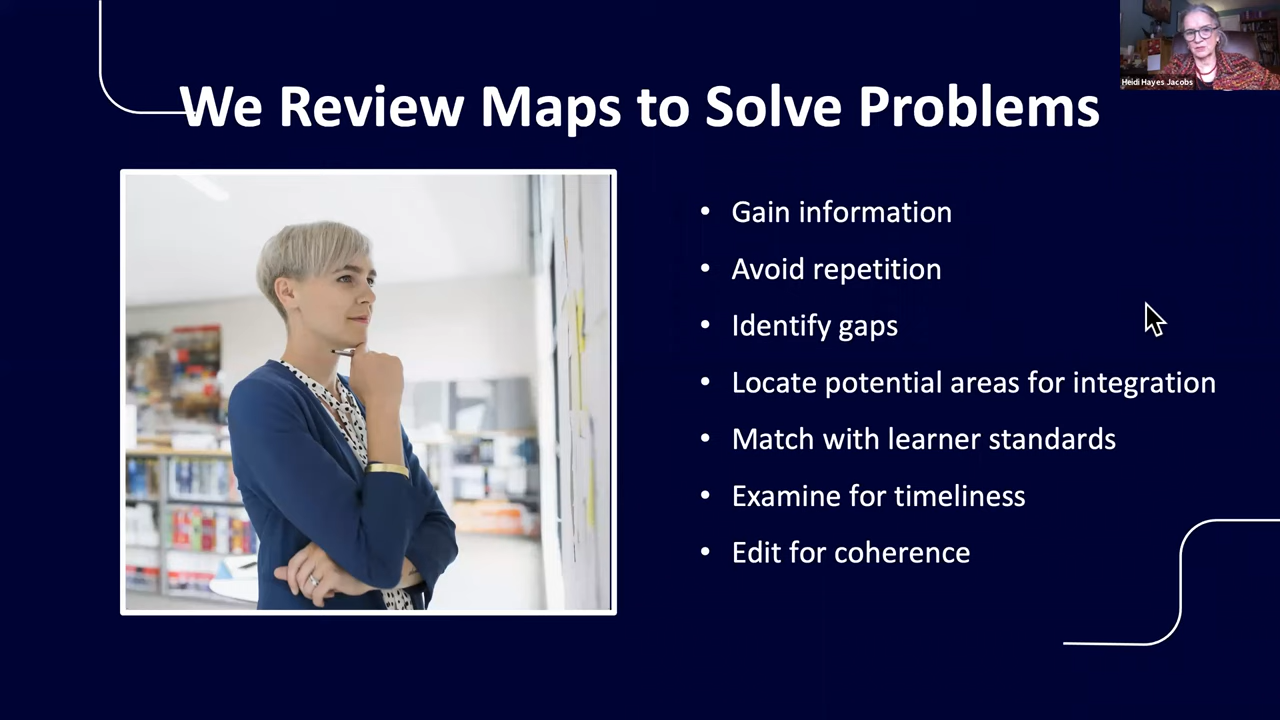 Heidi Hayes Jacobs
We Review Maps to Solve Problems
• Gain information
• Avoid repetition
• Identify gaps
• Locate potential areas for integration
• Match with learner standards
• Examine for timeliness
• Edit for coherence